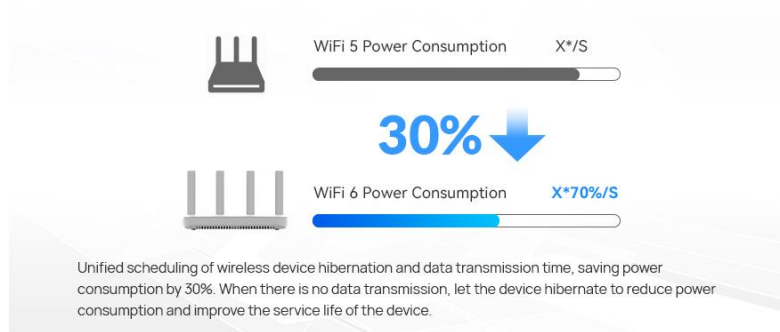 WiFi 5 Power Consumption X*/S
30%
WiFi 6 Power Consumption X*70%/S
Unified scheduling of wireless device hibernation and data transmission time, saving power
consumption by 30%. When there is no data transmission, let the device hibernate to reduce power
consumption and improve the service life of the device.